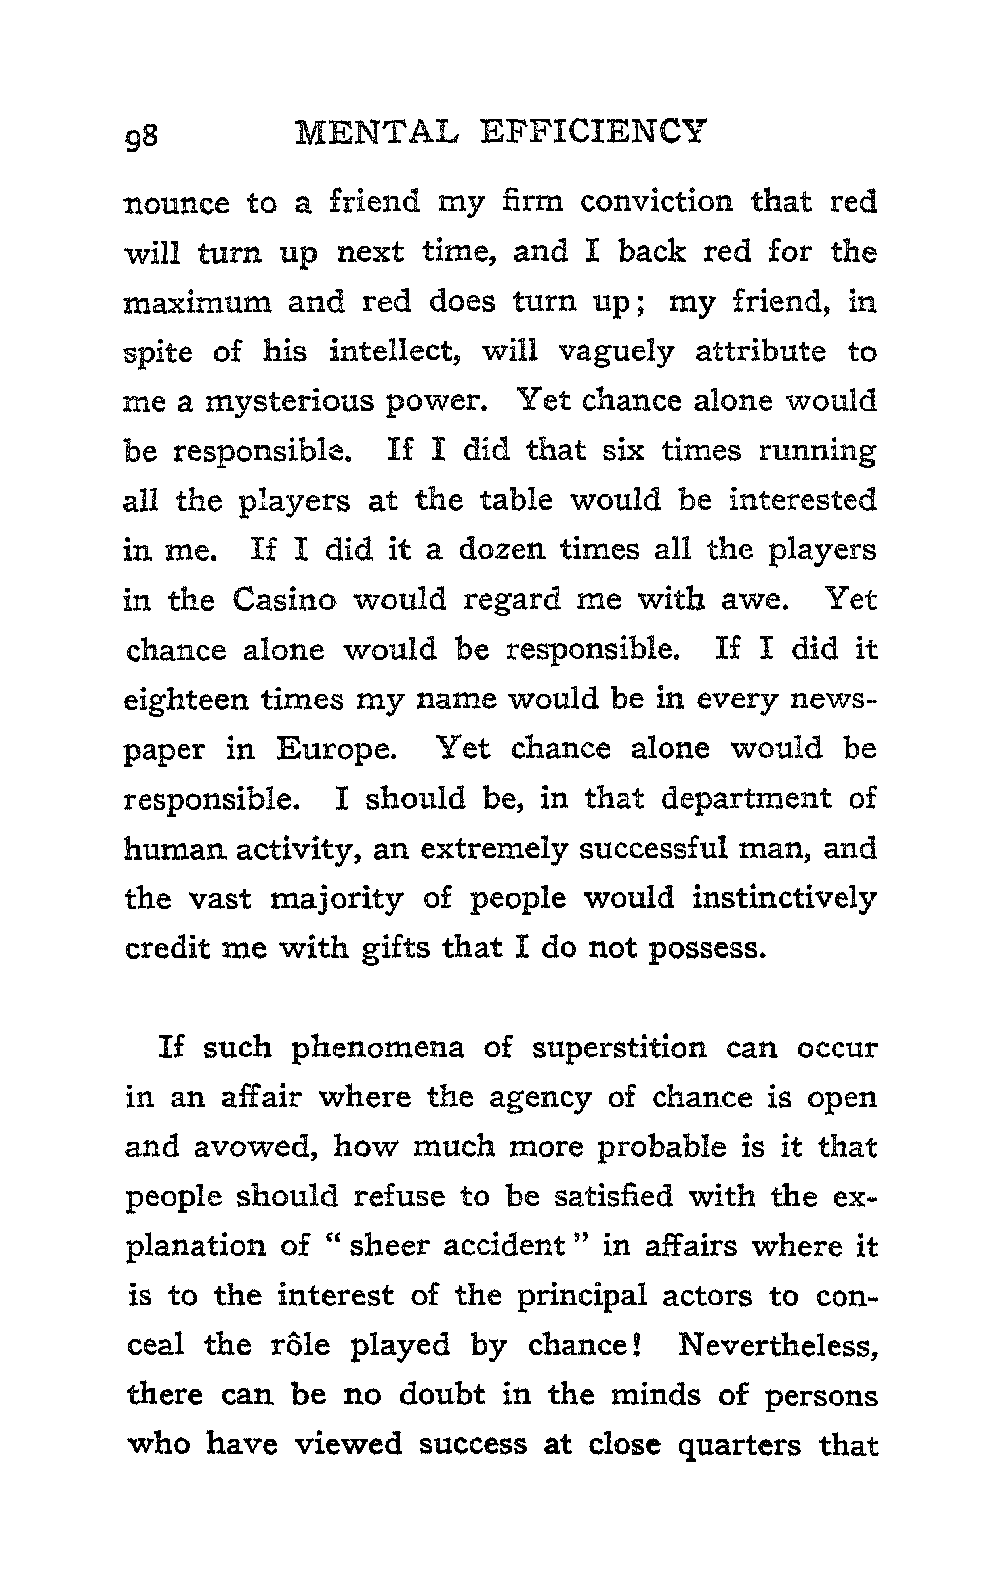 98 MENTAL EFFICIENCY
nounce to a friend my firm conviction that red
will turn up next time, and I back red for the
maximum and red does turn up; my friend, in
spite of his intellect, will vaguely attribute to
me a mysterious power. Yet chance alone would
be responsible. If I did that six times running
all the players at the table would be interested
in me. If I did it a dozen times all the players
in the Casino would regard me with awe. Yet
chance alone would be responsible. If I did it
eighteen times my name would be in every news-
paper in Europe. Yet chance alone would be
responsible. I should be, in that department of
human activity, an extremely successful man, and
the vast majority of people would instinctively
credit me with gifts that I do not possess.
If such phenomena of superstition can occur
in an affair where the agency of chance is open
and avowed, how much more probable is it that
people should refuse to be satisfied with the ex-
planation of “ sheer accident ” in affairs where it
is to the interest of the principal actors to con-
ceal the rôle played by chance! Nevertheless,
there can be no doubt in the minds of persons
who have viewed success at close quarters that